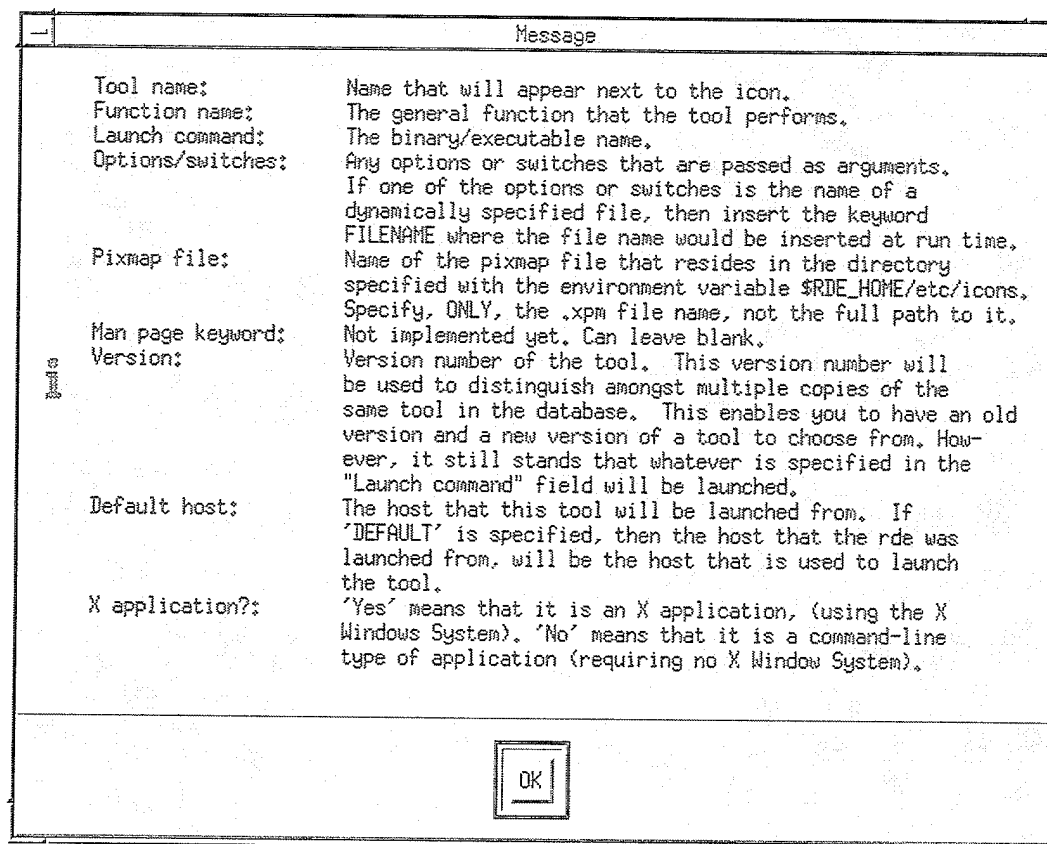 Message
Tool name: Name that will appear next to the icon.
Function name: The general function that the tool performs.
Launch command: The binary/executable name.
Options/switches: Any options or switches that are passed as arguments.
If one of the options or switches is the name of a
dynamically specified file, then insert the keyword
FILENAME where the file name would be inserted at run time.
Pixmap file: Name of the pixmap file that resides in the directory
specified with the environment variable $RDE_HOME/etc/icons.
Specify, ONLY, the .xpm file name, not the full path to it.
Man page keyword: Not implemented yet. Can leave blank.
Version: Version number of the tool.  This version number will
be used to distinguish amongst multiple copies of the
same tool in the database.  This enables you to have an old
version and a new version of a tool to choose from. How-
ever, it still stands that whatever is specified in the
"Launch command" field will be launched.
Default host: The host that this tool will be launched from.  If
'DEFAULT' is specified, then the host that the rde was
launched from, will be the host that is used to launch
the tool.
X application?: 'Yes' means that it is an X application, (using the X
Windows System). 'No' means that it is a command-line
type of application (requiring no X Window System).
i
OK